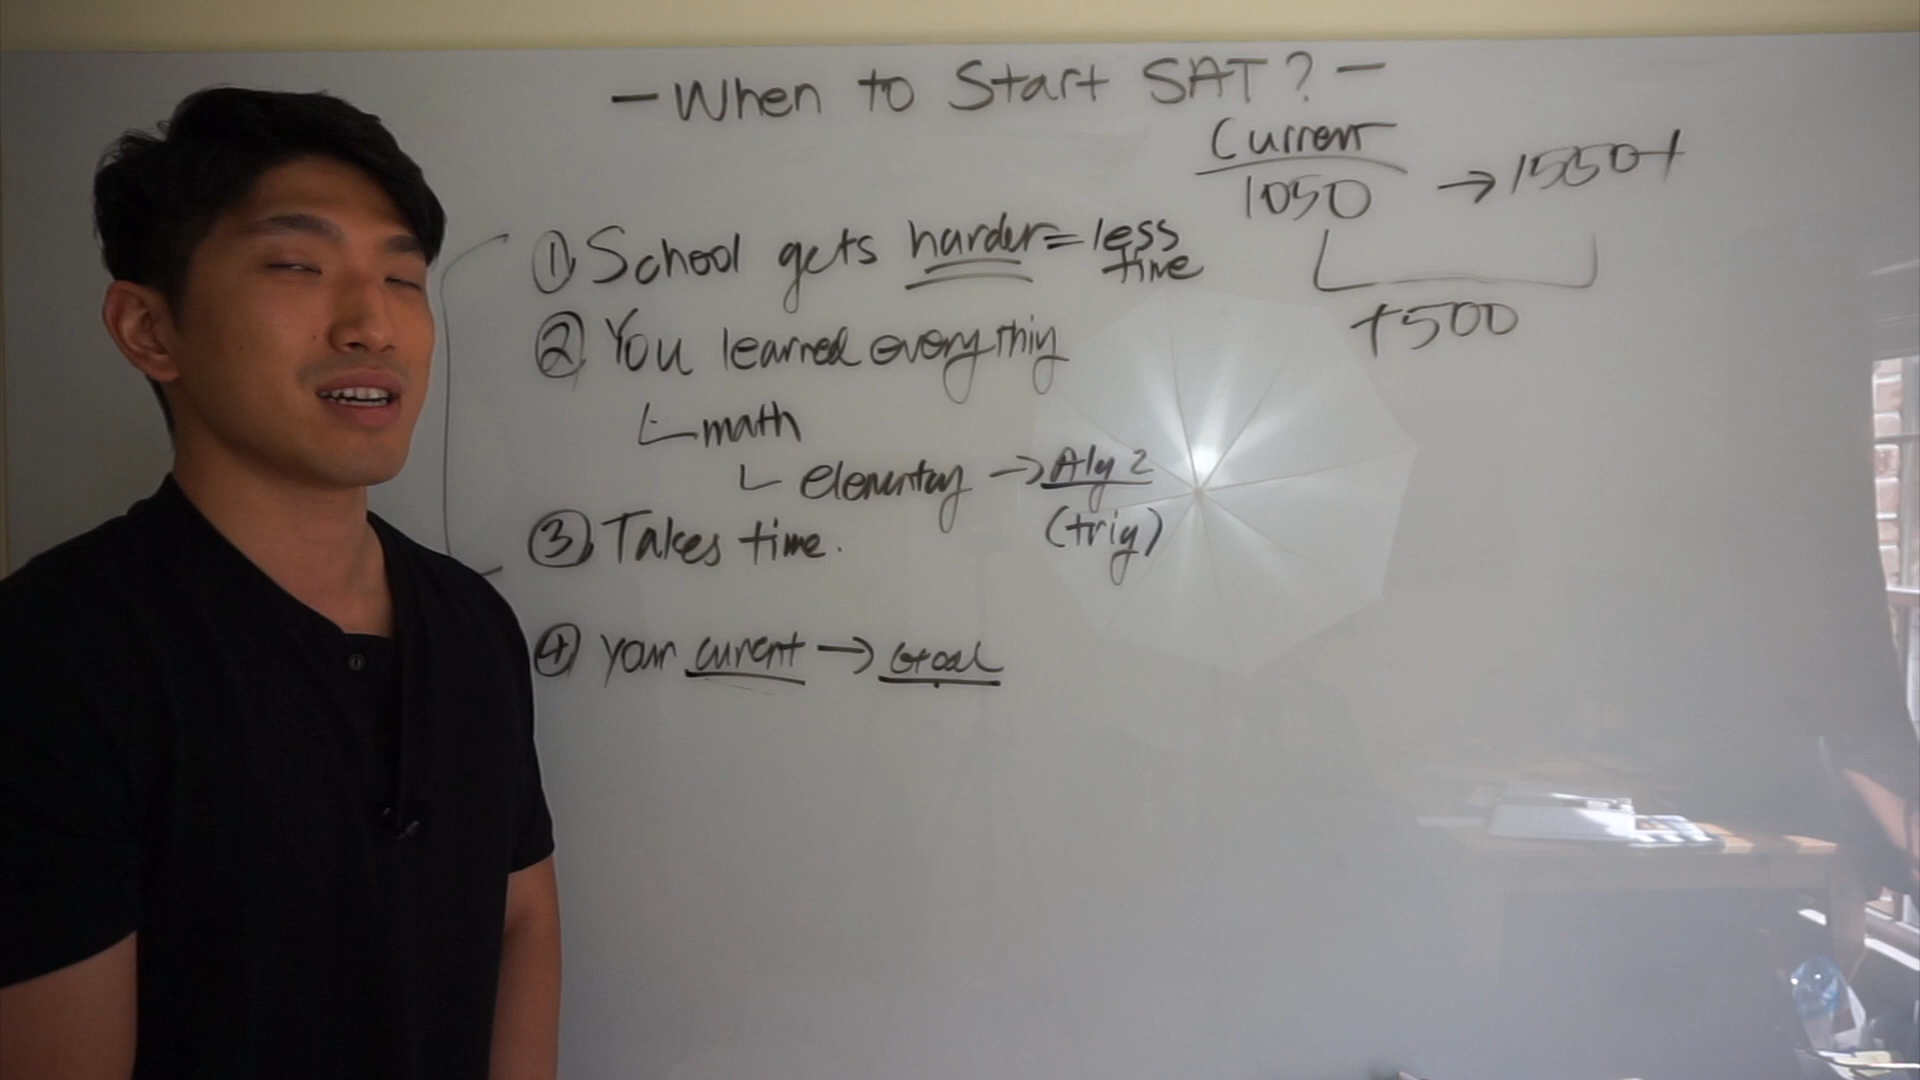 - When to Start SAT? -
Current
1050 → 1550+
+500
① School gets harder = less time
② You learned everything
math
elementary → Alg 2
(trig)
③ Takes time.
④ your current → Goal